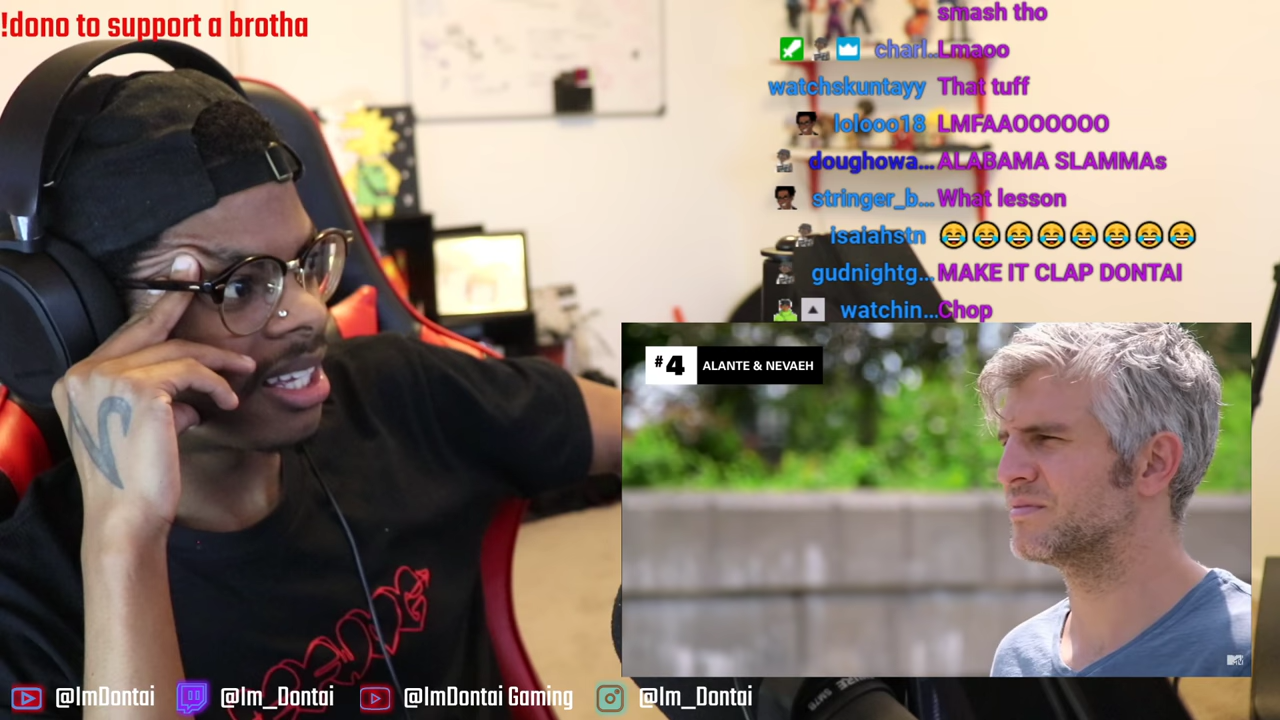 !dono to support a brotha
smash tho
charl.. Lmaoo
watchskuntayy That tuff
lolooo18 LMFAAOOOOOO
doughowa... ALABAMA SLAMMAs
stringer_b... What lesson
isaiahstn 😂😂😂😂😂😂😂😂
gudnightg... MAKE IT CLAP DONTAI
watchin... Chop
#4 ALANTE & NEVAEH
@ImDontai @Im_Dontai @ImDontai Gaming @Im_Dontai